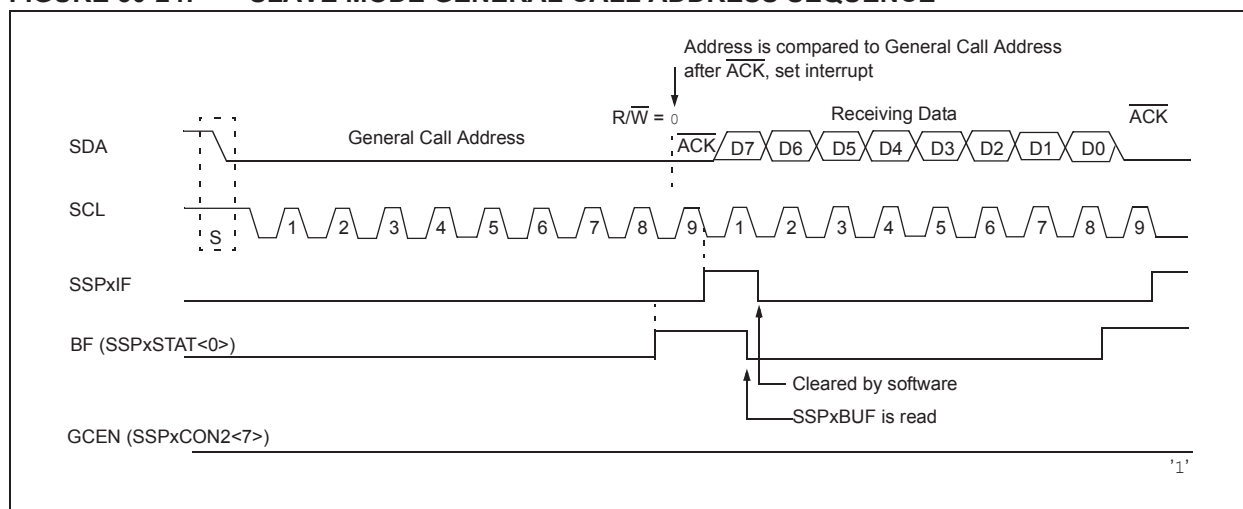 SLAVE MODE GENERAL CALL ADDRESS SEQUENCE
Address is compared to General Call Address
after ACK, set interrupt
R/W = 0
Receiving Data
ACK
SDA
General Call Address
ACK
D7 D6 D5 D4 D3 D2 D1 D0
SCL
S
1 2 3 4 5 6 7 8 9 1 2 3 4 5 6 7 8 9
SSPxIF
BF (SSPxSTAT<0>)
Cleared by software
SSPxBUF is read
GCEN (SSPxCON2<7>)
'1'